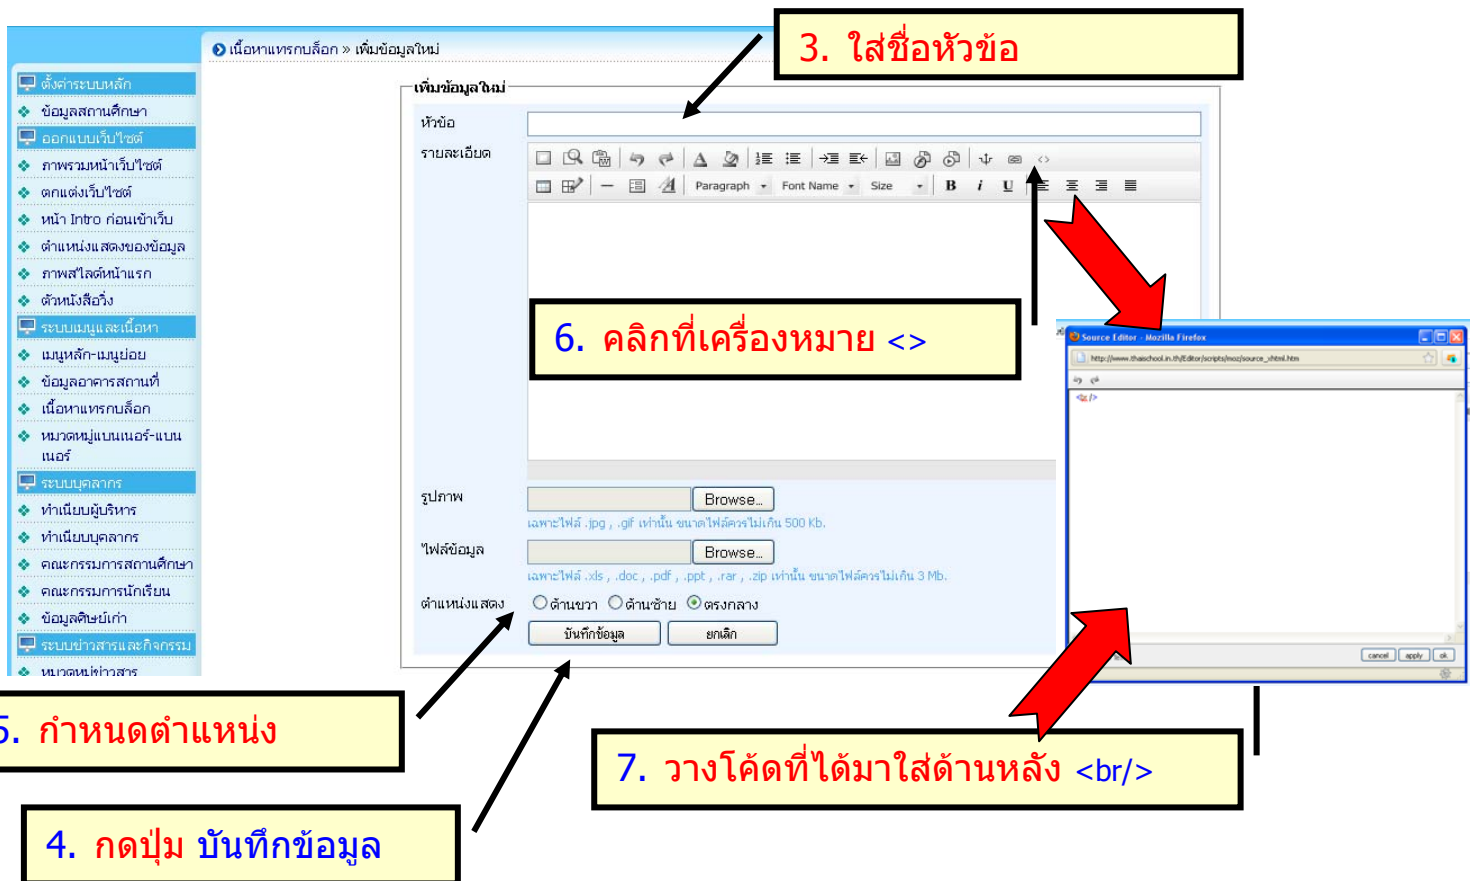 3. ใส่ชื่อหัวข้อ
เนื้อหาแทรกบล็อก » เพิ่มข้อมูลใหม่
ตั้งค่าระบบหลัก
ข้อมูลสถานศึกษา
ออกแบบเว็บไซต์
ภาพรวมหน้าเว็บไซต์
ตกแต่งเว็บไซต์
หน้า Intro ก่อนเข้าเว็บ
ตำแหน่งแสดงของข้อมูล
ภาพสไลด์หน้าแรก
ตัวหนังสือวิ่ง
ระบบเมนูและเนื้อหา
เมนูหลัก-เมนูย่อย
ข้อมูลอาคารสถานที่
เนื้อหาแทรกบล็อก
หมวดหมู่แบนเนอร์-แบน
เนอร์
ระบบบุคลากร
ทำเนียบผู้บริหาร
ทำเนียบบุคลากร
คณะกรรมการสถานศึกษา
คณะกรรมการนักเรียน
ข้อมูลศิษย์เก่า
ระบบข่าวสารและกิจกรรม
หมวดหมู่ข่าวสาร
เพิ่มข้อมูลใหม่
หัวข้อ
รายละเอียด
Paragraph Font Name Size B i U
6. คลิกที่เครื่องหมาย <>
Source Editor - Mozilla Firefox
http://www.thaischool.in.th/Editor/scripts/moz/source_xhtml.htm
cancel apply ok
รูปภาพ Browse...
เฉพาะไฟล์ .jpg , .gif เท่านั้น ขนาดไฟล์ควรไม่เกิน 500 Kb.
ไฟล์ข้อมูล Browse...
เฉพาะไฟล์ .xls , .doc , .pdf , .ppt , .rar , .zip เท่านั้น ขนาดไฟล์ควรไม่เกิน 3 Mb.
ตำแหน่งแสดง ด้านขวา ด้านซ้าย ตรงกลาง
บันทึกข้อมูล ยกเลิก
5. กำหนดตำแหน่ง
7. วางโค้ดที่ได้มาใส่ด้านหลัง <br/>
4. กดปุ่ม บันทึกข้อมูล